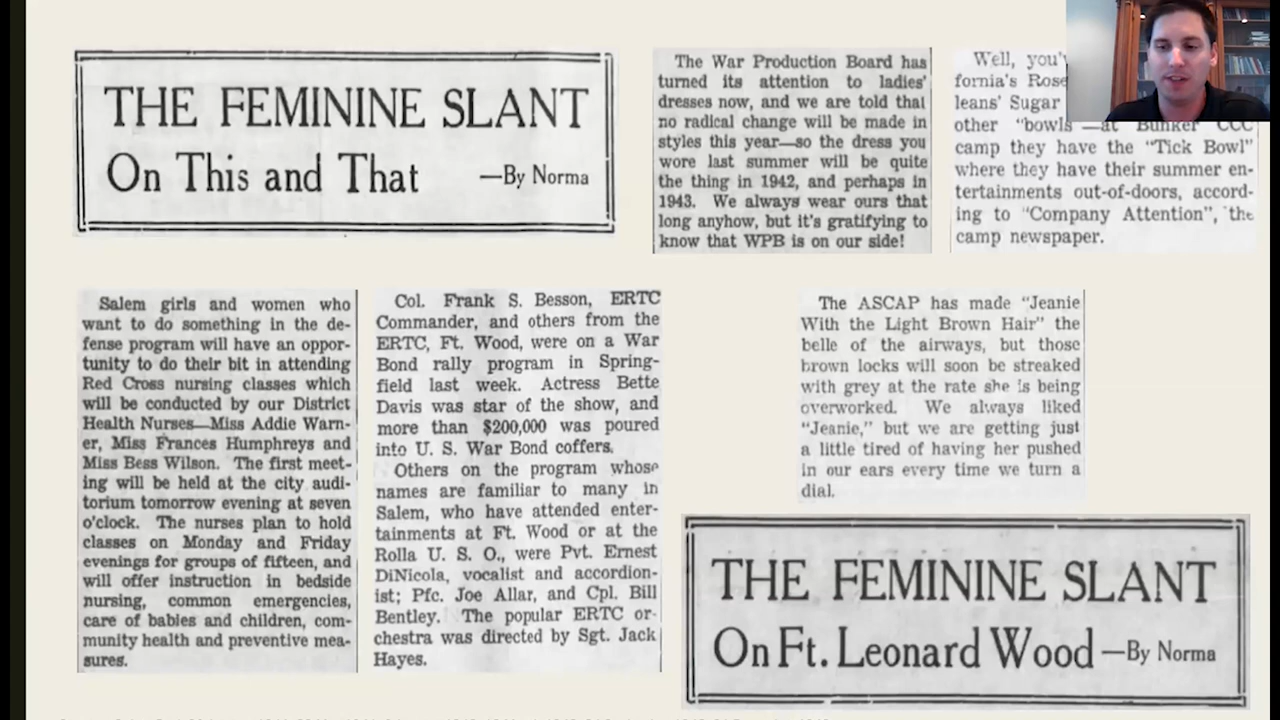 THE FEMININE SLANT
On This and That —By Norma
The War Production Board has
turned its attention to ladies'
dresses now, and we are told that
no radical change will be made in
styles this year—so the dress you
wore last summer will be quite
the thing in 1942, and perhaps in
1943. We always wear ours that
long anyhow, but it's gratifying to
know that WPB is on our side!
Well,
fornia's Rose
leans' Sugar
other "bowls —at Bunker CCC
camp they have the "Tick Bowl"
where they have their summer en-
tertainments out-of-doors, accord-
ing to "Company Attention", the
camp newspaper.
Salem girls and women who
want to do something in the de-
fense program will have an oppor-
tunity to do their bit in attending
Red Cross nursing classes which
will be conducted by our District
Health Nurses—Miss Addie Warn-
er, Miss Frances Humphreys and
Miss Bess Wilson. The first meet-
ing will be held at the city audi-
torium tomorrow evening at seven
o'clock. The nurses plan to hold
classes on Monday and Friday
evenings for groups of fifteen, and
will offer instruction in bedside
nursing, common emergencies,
care of babies and children, com-
munity health and preventive mea-
sures.
Col. Frank S. Besson, ERTC
Commander, and others from the
ERTC, Ft. Wood, were on a War
Bond rally program in Spring-
field last week. Actress Bette
Davis was star of the show, and
more than $200,000 was poured
into U. S. War Bond coffers.
Others on the program whose
names are familiar to many in
Salem, who have attended enter-
tainments at Ft. Wood or at the
Rolla U. S. O., were Pvt. Ernest
DiNicola, vocalist and accordion-
ist; Pfc. Joe Allar, and Cpl. Bill
Bentley. The popular ERTC or-
chestra was directed by Sgt. Jack
Hayes.
The ASCAP has made "Jeanie
With the Light Brown Hair" the
belle of the airways, but those
brown locks will soon be streaked
with grey at the rate she is being
overworked. We always liked
"Jeanie," but we are getting just
a little tired of having her pushed
in our ears every time we turn a
dial.
THE FEMININE SLANT
On Ft. Leonard Wood —By Norma